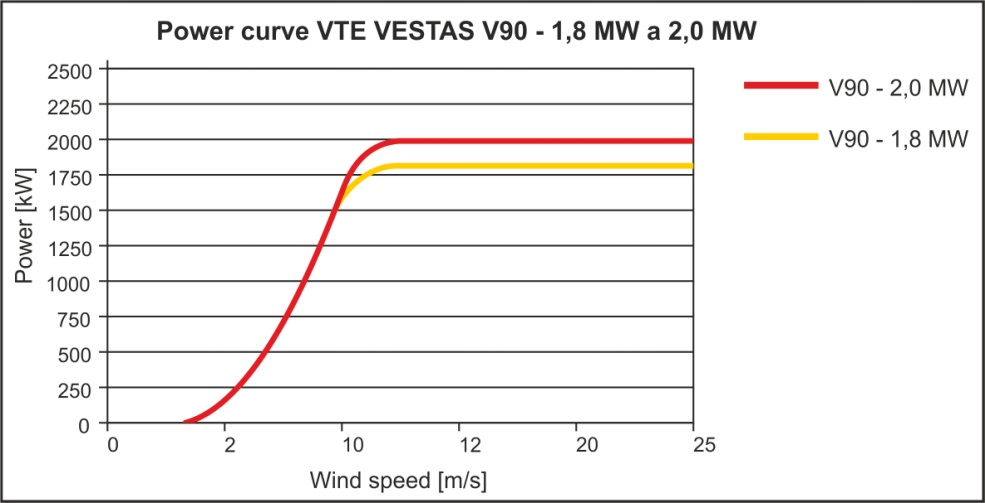 Power curve VTE VESTAS V90 - 1,8 MW a 2,0 MW
2500
2250
2000
1750
1500
1250
1000
750
500
250
0
Power [kW]
0 2 10 12 20 25
Wind speed [m/s]
V90 - 2,0 MW
V90 - 1,8 MW